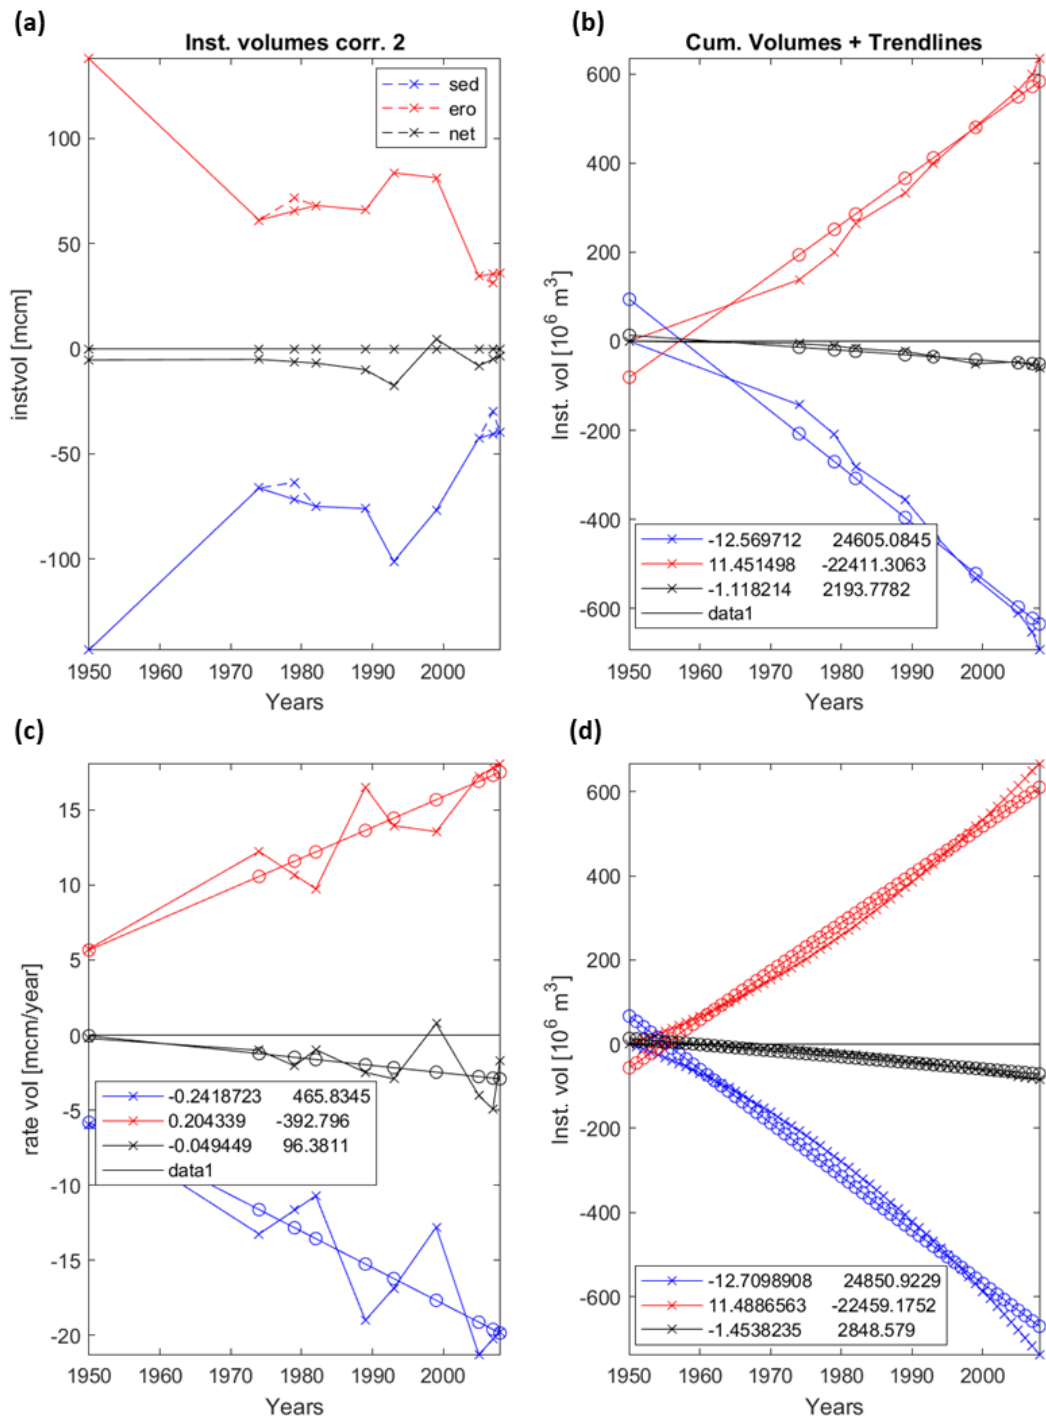 (a)
Inst. volumes corr. 2
sed
ero
net
100
50
0
-50
-100
instvol [mcm]
1950 1960 1970 1980 1990 2000
Years
(b)
Cum. Volumes + Trendlines
600
400
200
0
-200
-400
-600
Inst. vol [10⁶ m³]
-12.569712 24605.0845
11.451498 -22411.3063
-1.118214 2193.7782
data1
1950 1960 1970 1980 1990 2000
Years
(c)
15
10
5
0
-5
-10
-15
-20
rate vol [mcm/year]
-0.2418723 465.8345
0.204339 -392.796
-0.049449 96.3811
data1
1950 1960 1970 1980 1990 2000
Years
(d)
600
400
200
0
-200
-400
-600
Inst. vol [10⁶ m³]
-12.7098908 24850.9229
11.4886563 -22459.1752
-1.4538235 2848.579
1950 1960 1970 1980 1990 2000
Years